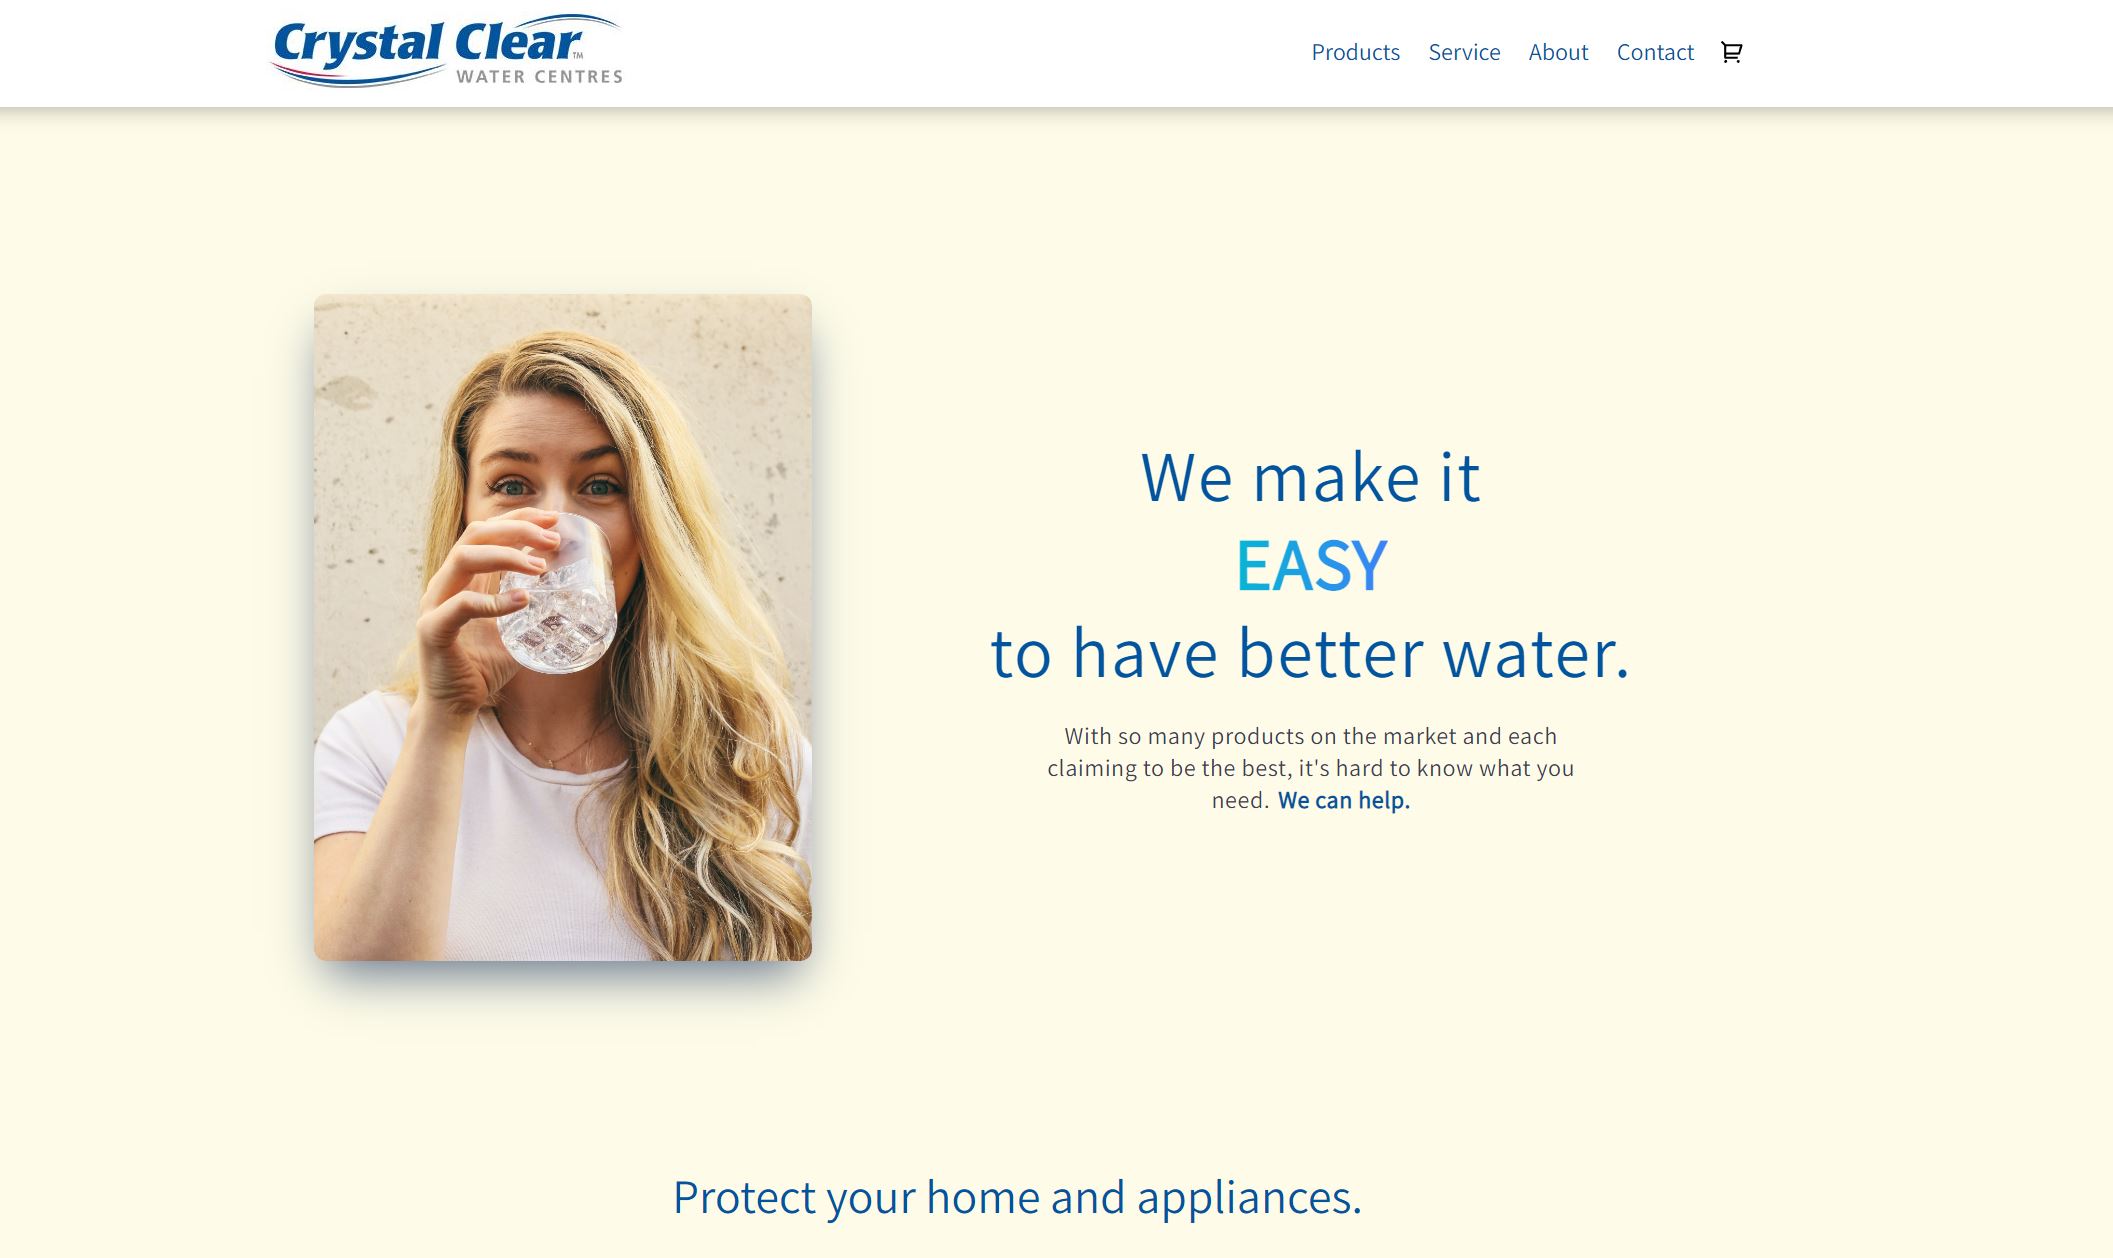 Crystal Clear™
WATER CENTRES
Products Service About Contact
We make it
EASY
to have better water.
With so many products on the market and each
claiming to be the best, it's hard to know what you
need. We can help.
Protect your home and appliances.